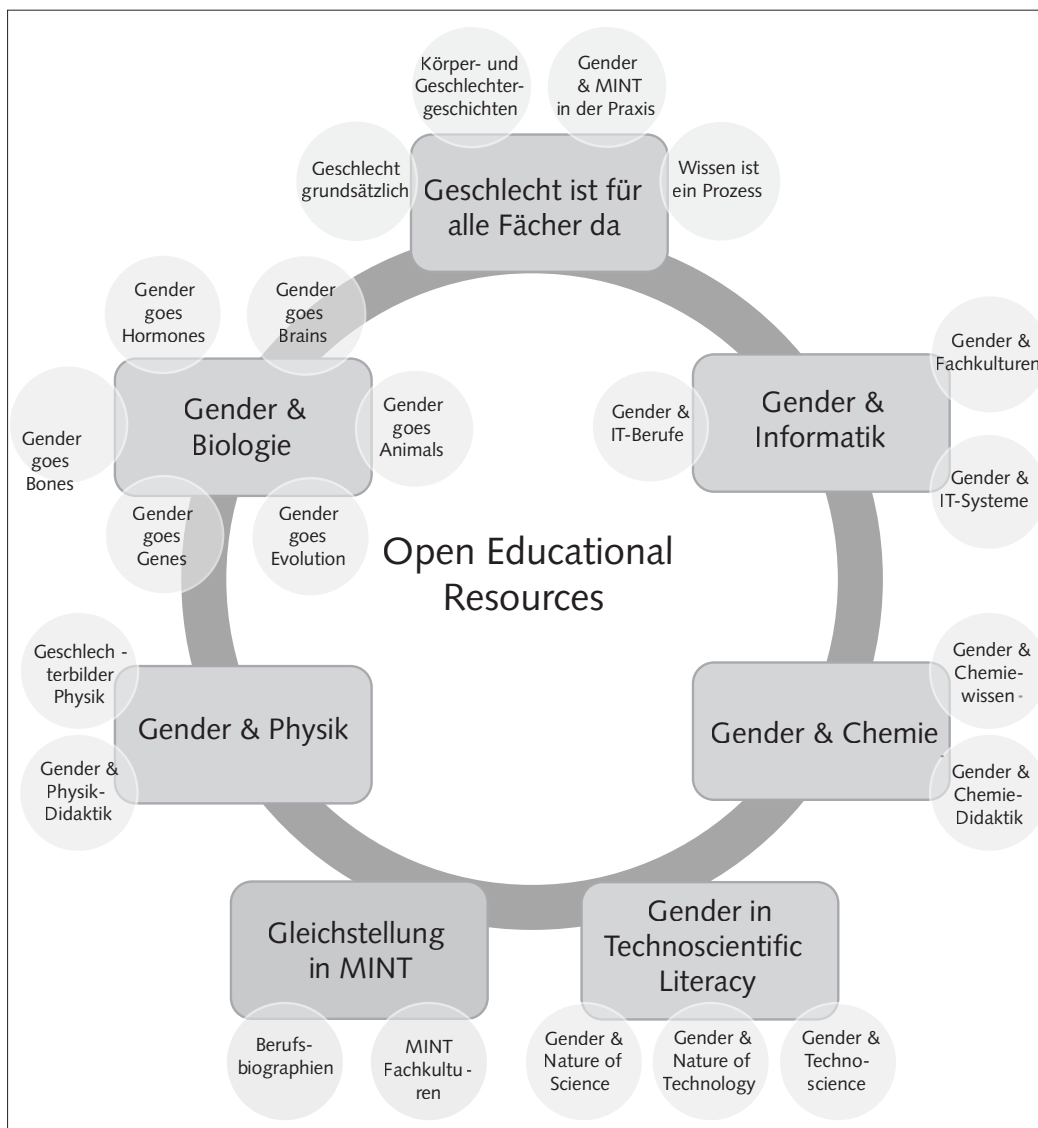 Körper- und
Geschlechter-
geschichten
Gender
& MINT
in der Praxis
Geschlecht
grundsätzlich
Wissen ist
ein Prozess
Geschlecht ist für
alle Fächer da
Gender
goes
Hormones
Gender
goes
Brains
Gender
goes
Bones
Gender &
Biologie
Gender
goes
Animals
Gender
goes
Genes
Gender
goes
Evolution
Gender &
IT-Berufe
Gender &
Informatik
Gender &
Fachkulturen
Gender &
IT-Systeme
Open Educational
Resources
Geschlech -
terbilder
Physik
Gender & Physik
Gender &
Physik-
Didaktik
Gender & Chemie
Gender &
Chemie-
wissen -
Gender &
Chemie-
Didaktik
Gleichstellung
in MINT
Berufs-
biographien
MINT
Fachkultu -
ren
Gender in
Technoscientific
Literacy
Gender &
Nature of
Science
Gender &
Nature of
Technology
Gender &
Techno-
science